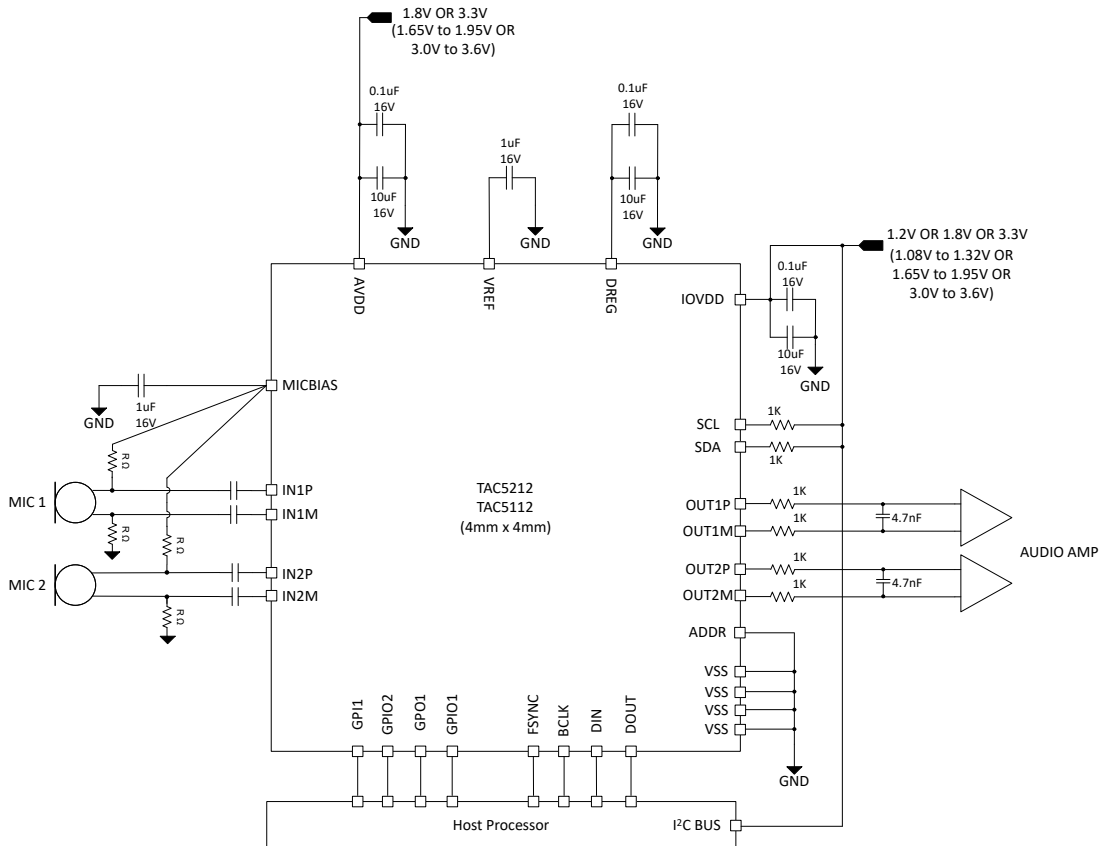 1.8V OR 3.3V
(1.65V to 1.95V OR
3.0V to 3.6V)
0.1uF
16V
10uF
16V
GND
1uF
16V
GND
0.1uF
16V
10uF
16V
GND
1.2V OR 1.8V OR 3.3V
(1.08V to 1.32V OR
1.65V to 1.95V OR
3.0V to 3.6V)
0.1uF
16V
10uF
16V
GND
AVDD
VREF
DREG
IOVDD
MICBIAS
1uF
16V
GND
SCL
1K
SDA
1K
RΩ
MIC 1
IN1P
IN1M
RΩ
RΩ
MIC 2
IN2P
IN2M
RΩ
TAC5212
TAC5112
(4mm x 4mm)
OUT1P
1K
OUT1M
1K
4.7nF
OUT2P
1K
OUT2M
1K
4.7nF
AUDIO AMP
ADDR
VSS
VSS
VSS
VSS
GND
GPI1
GPIO2
GPO1
GPIO1
FSYNC
BCLK
DIN
DOUT
Host Processor
I²C BUS